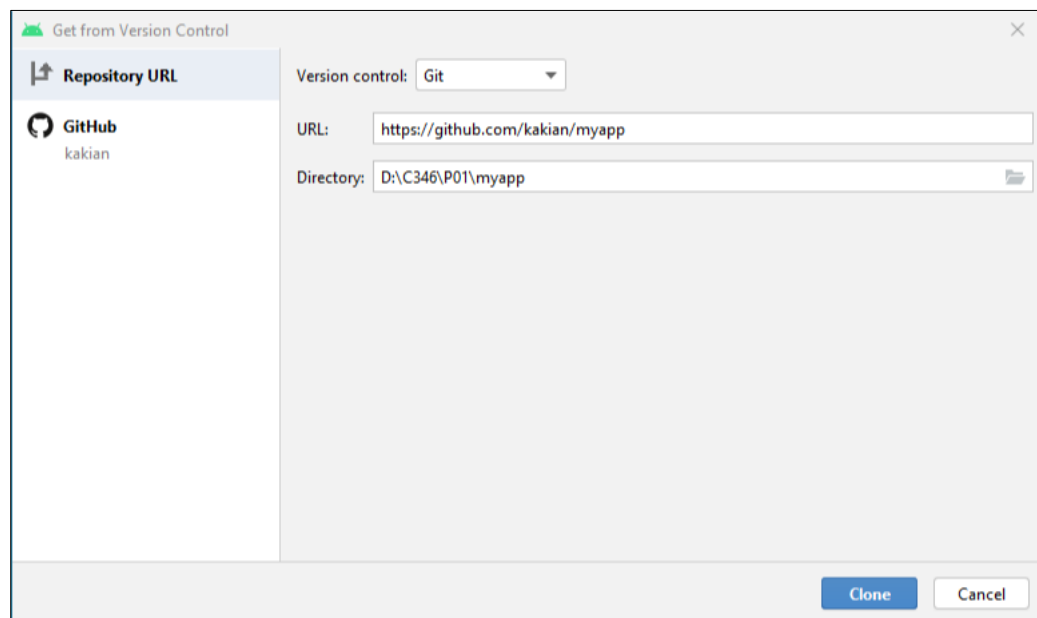 Get from Version Control
Repository URL
GitHub
kakian
Version control: Git
URL: https://github.com/kakian/myapp
Directory: D:\C346\P01\myapp
Clone Cancel